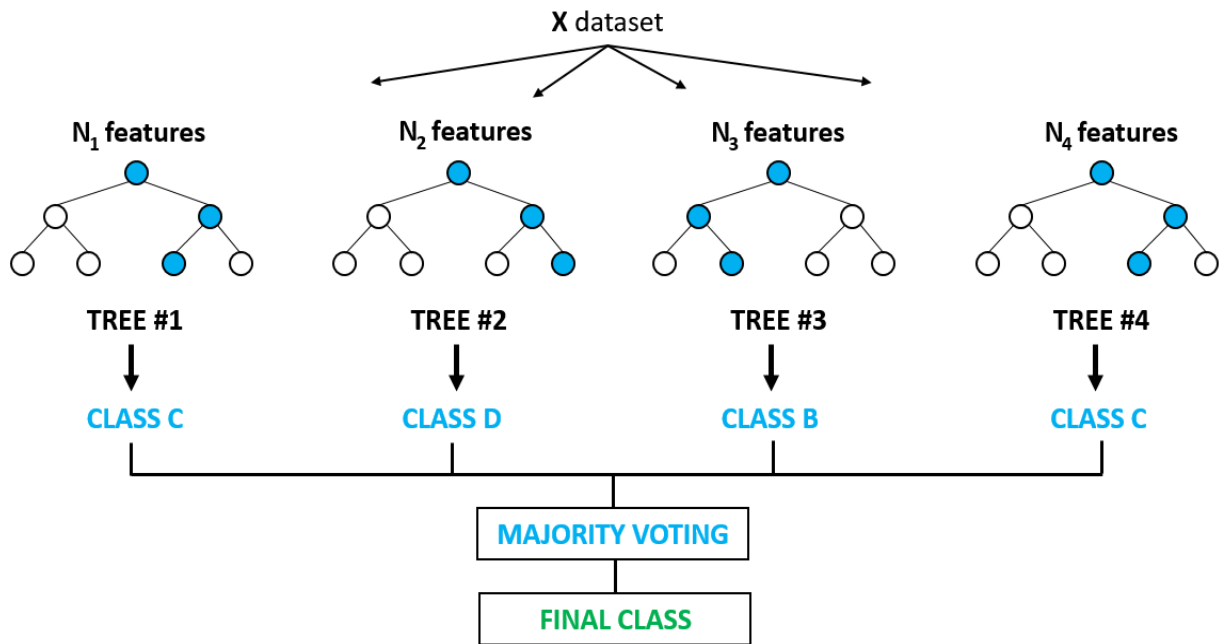 X dataset
N₁ features
N₂ features
N₃ features
N₄ features
TREE #1
TREE #2
TREE #3
TREE #4
CLASS C
CLASS D
CLASS B
CLASS C
MAJORITY VOTING
FINAL CLASS